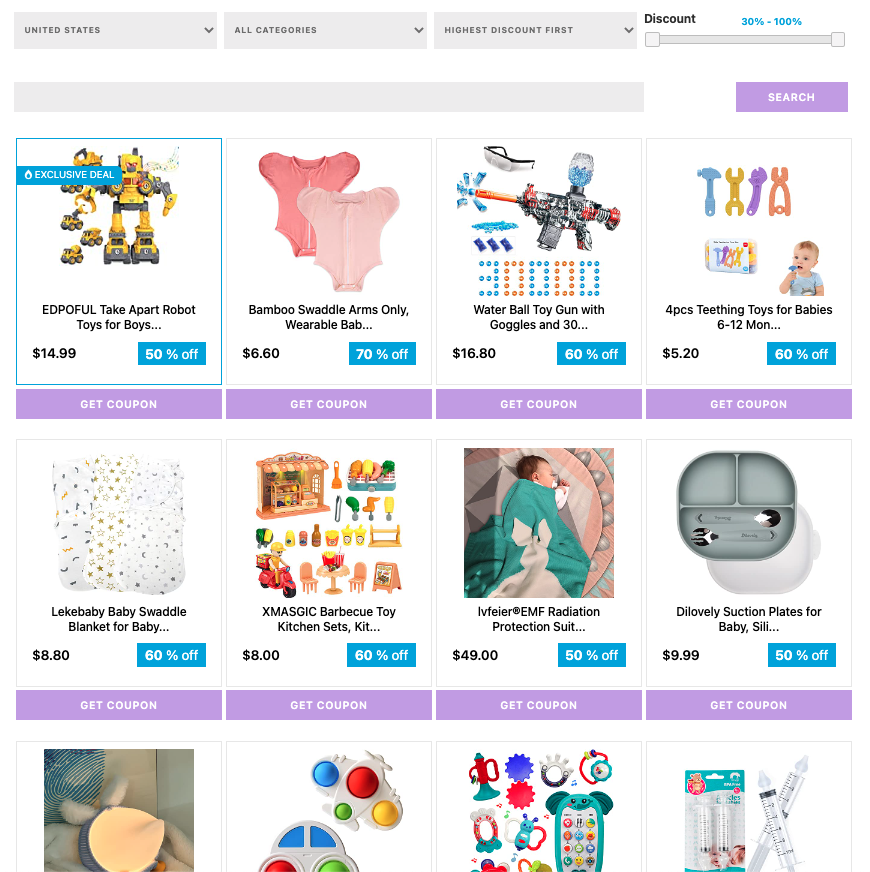 UNITED STATES
ALL CATEGORIES
HIGHEST DISCOUNT FIRST
Discount
30% - 100%
SEARCH
EXCLUSIVE DEAL
EDPOFUL Take Apart Robot
Toys for Boys...
$14.99
50 % off
GET COUPON
Bamboo Swaddle Arms Only,
Wearable Bab...
$6.60
70 % off
GET COUPON
Water Ball Toy Gun with
Goggles and 30...
$16.80
60 % off
GET COUPON
4pcs Teething Toys for Babies
6-12 Mon...
$5.20
60 % off
GET COUPON
Lekebaby Baby Swaddle
Blanket for Baby...
$8.80
60 % off
GET COUPON
XMASGIC Barbecue Toy
Kitchen Sets, Kit...
$8.00
60 % off
GET COUPON
lvfeier®EMF Radiation
Protection Suit...
$49.00
50 % off
GET COUPON
Dilovely Suction Plates for
Baby, Sili...
$9.99
50 % off
GET COUPON